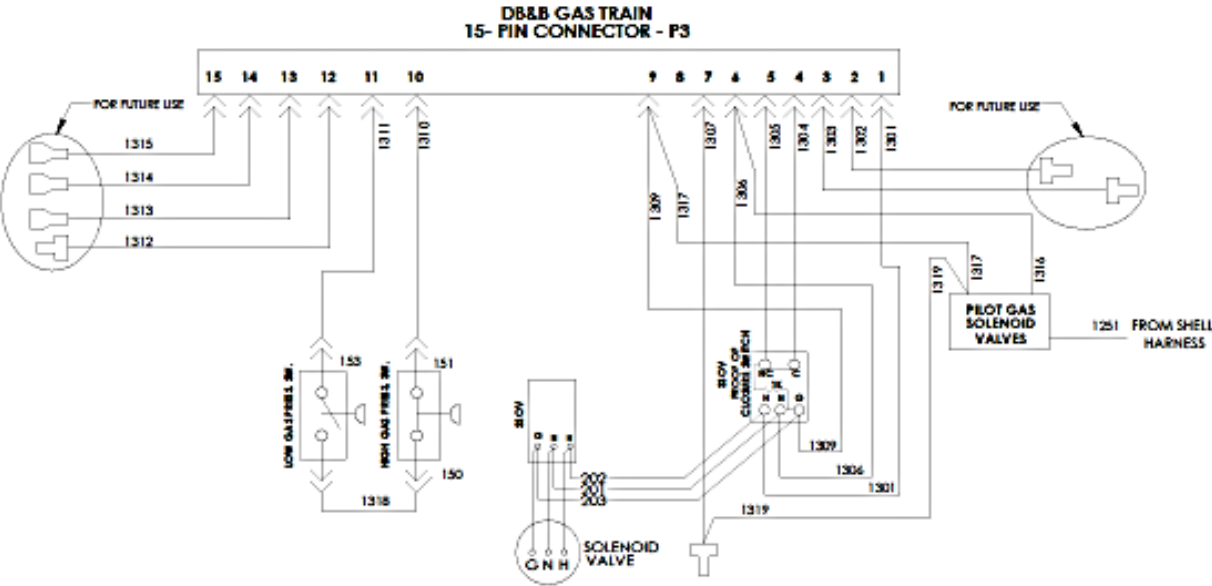 DB&B GAS TRAIN
15- PIN CONNECTOR - P3
15 14 13 12 11 10 9 8 7 6 5 4 3 2 1
FOR FUTURE USE
FOR FUTURE USE
1315
1314
1313
1312
1311
1310
1309
1317
1307
1306
1305
1304
1303
1302
1301
1319
1317
1316
PILOT GAS
SOLENOID
VALVES
1251 FROM SHELL
HARNESS
153
LOW GAS PRESS. SW.
151
HIGH GAS PRESS. SW.
150
1318
PROOF OF
CLOSURE SWITCH
1309
1306
1301
202
201
203
1319
SOLENOID
VALVE
G N H